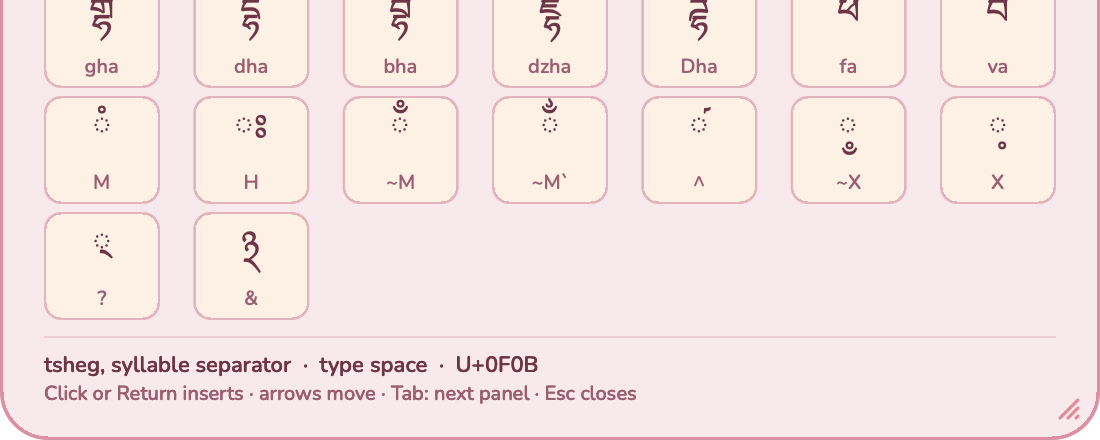 gha dha bha dzha Dha fa va
◌ཾ ◌ཿ ◌ྃ ◌ྂ ◌༹ ◌༵ ◌༷
M H ~M ~M` ^ ~X X
◌྄ ྅
? &
tsheg, syllable separator · type space · U+0F0B
Click or Return inserts · arrows move · Tab: next panel · Esc closes